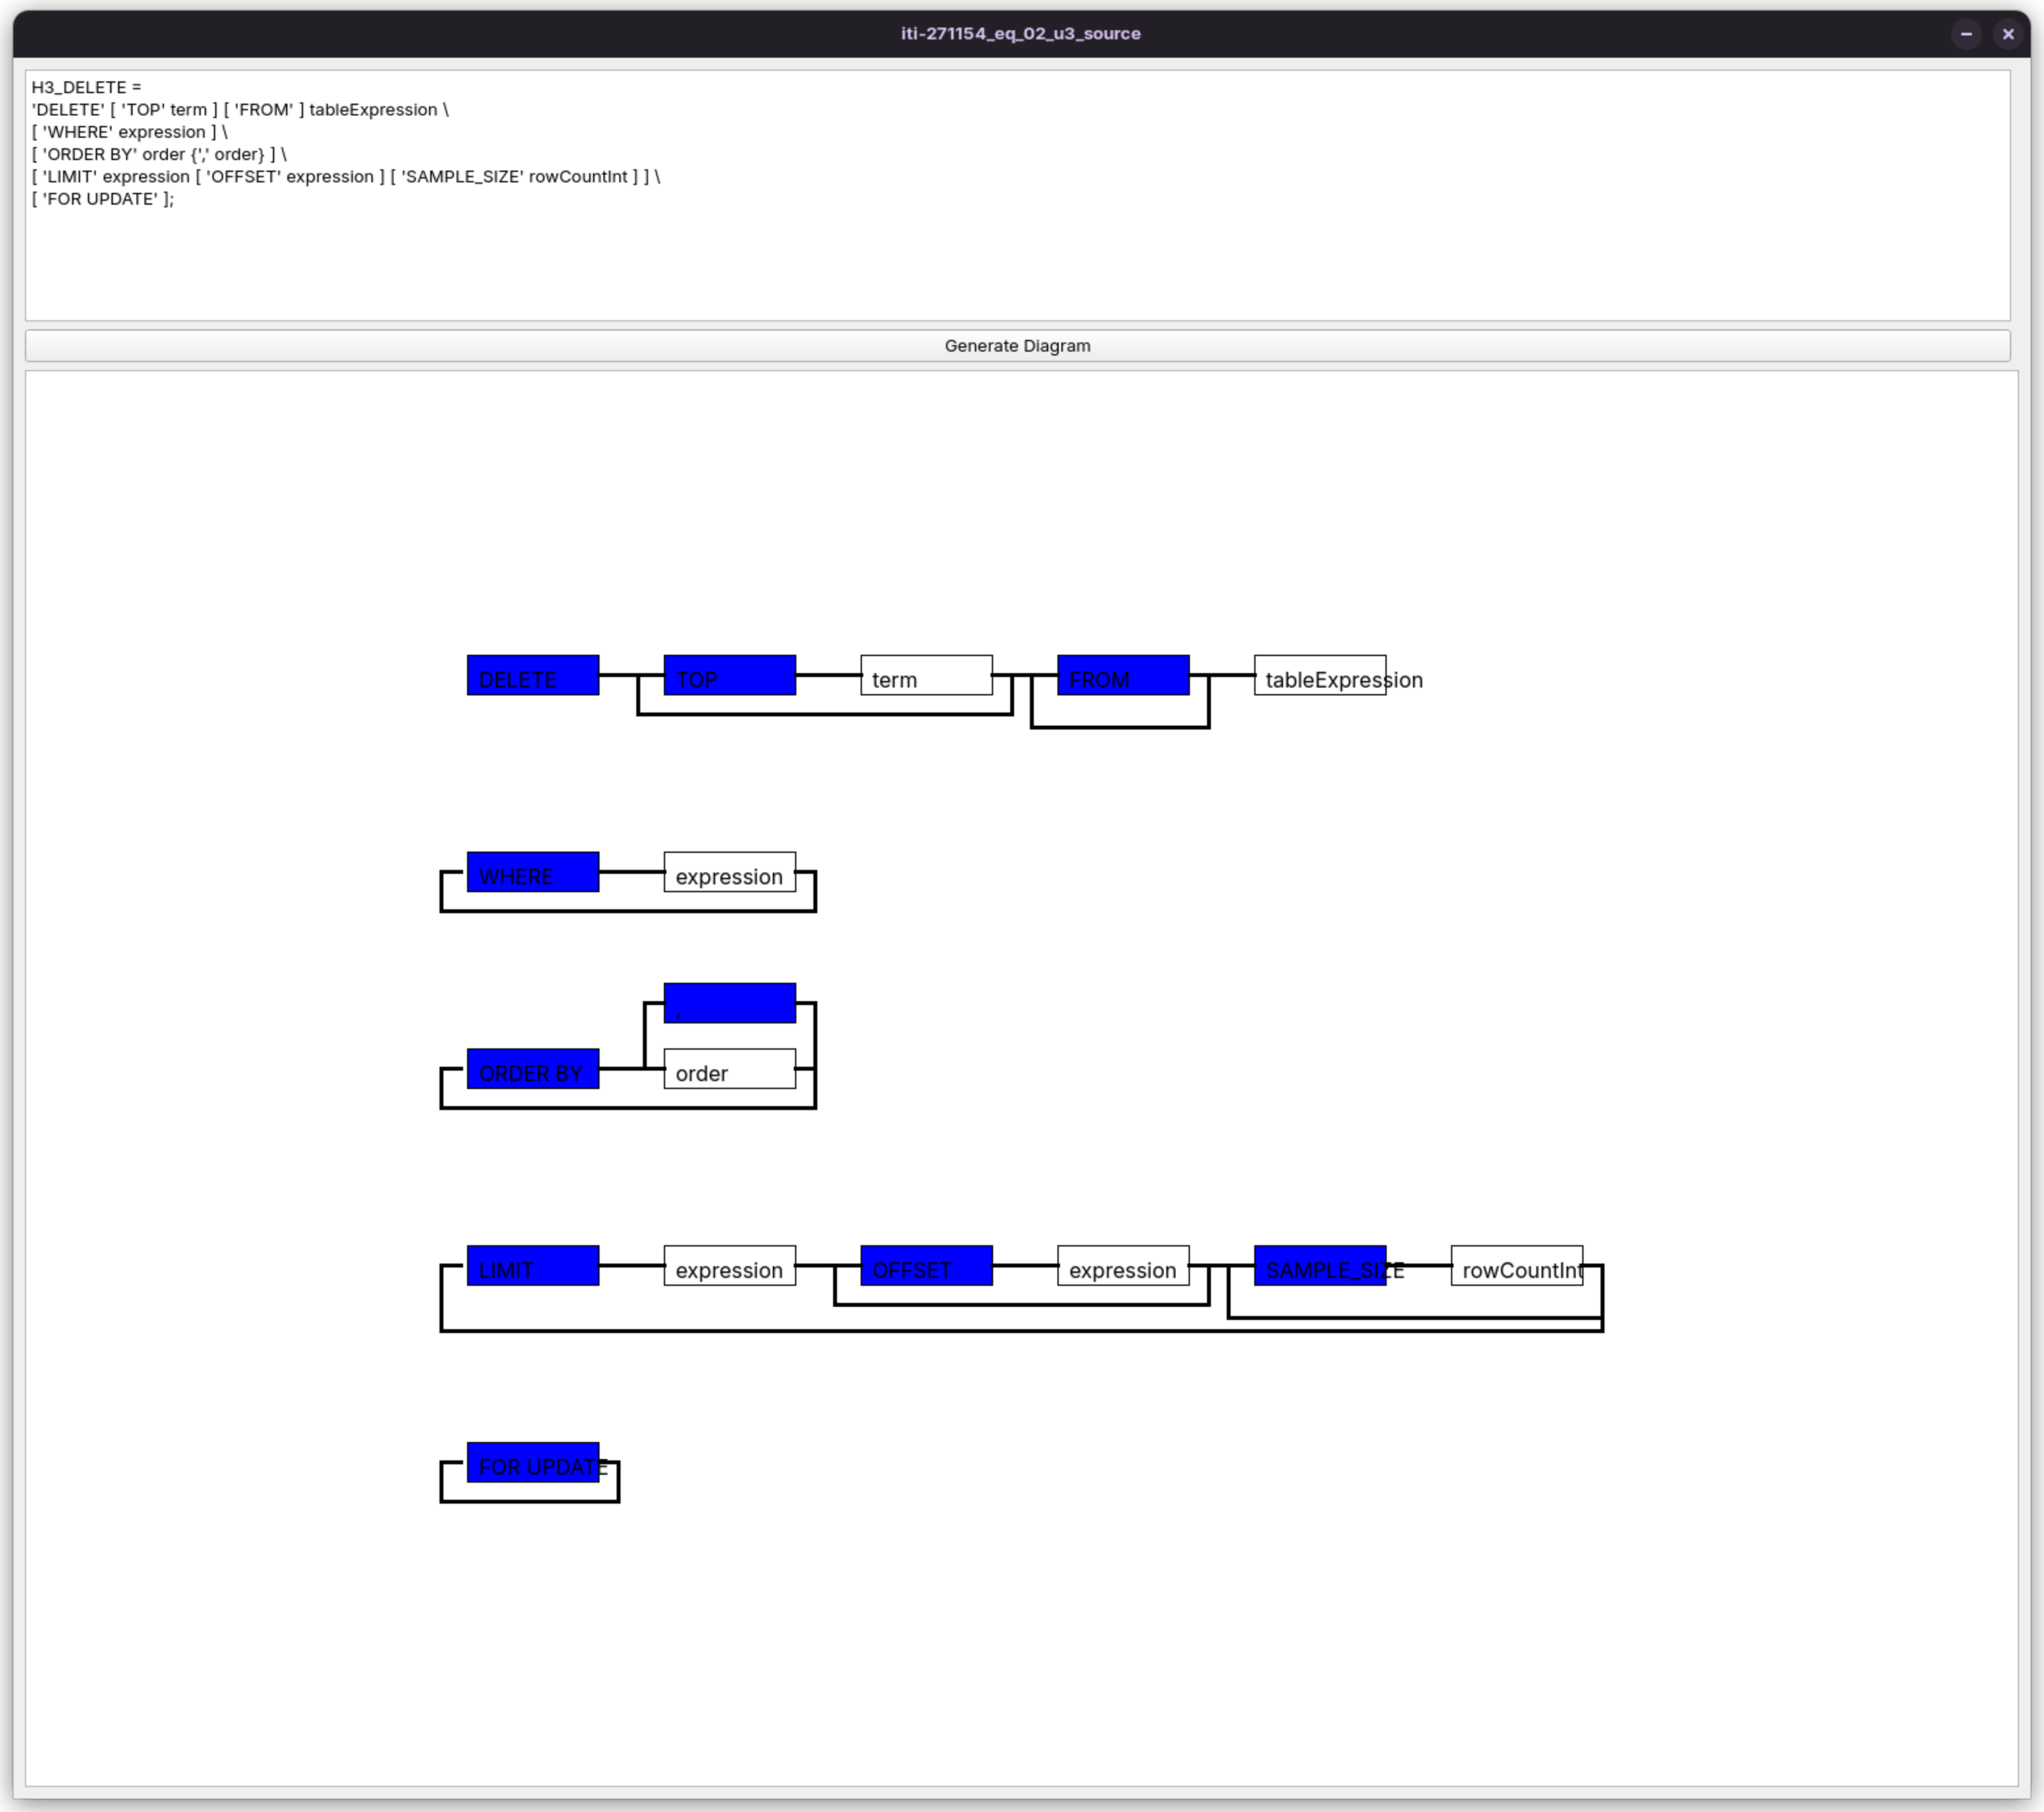 iti-271154_eq_02_u3_source
H3_DELETE =
'DELETE' [ 'TOP' term ] [ 'FROM' ] tableExpression \
[ 'WHERE' expression ] \
[ 'ORDER BY' order {',' order} ] \
[ 'LIMIT' expression [ 'OFFSET' expression ] [ 'SAMPLE_SIZE' rowCountInt ] ] \
[ 'FOR UPDATE' ];
Generate Diagram
DELETE TOP term FROM tableExpression
WHERE expression
,
ORDER BY order
LIMIT expression OFFSET expression SAMPLE_SIZE rowCountInt
FOR UPDATE